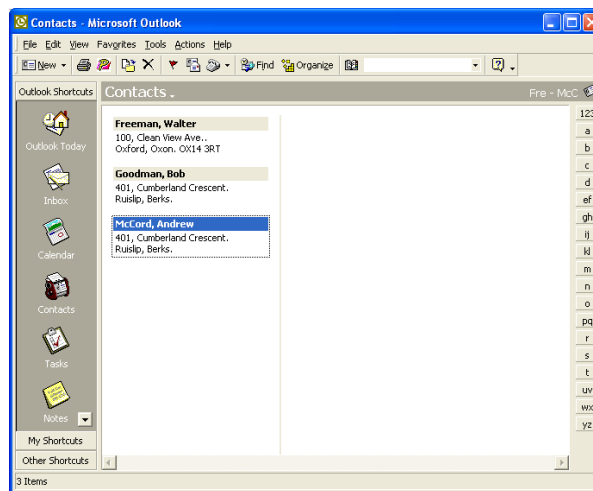 Contacts - Microsoft Outlook
File Edit View Favorites Tools Actions Help
New Find Organize
Outlook Shortcuts
Contacts .
Fre - McC
Outlook Today
Inbox
Calendar
Contacts
Tasks
Notes
My Shortcuts
Other Shortcuts
Freeman, Walter
100, Clean View Ave..
Oxford, Oxon. OX14 3RT
Goodman, Bob
401, Cumberland Crescent.
Ruislip, Berks.
McCord, Andrew
401, Cumberland Crescent.
Ruislip, Berks.
123
a
b
c
d
ef
gh
ij
kl
m
n
o
pq
r
s
t
uv
wx
yz
3 Items